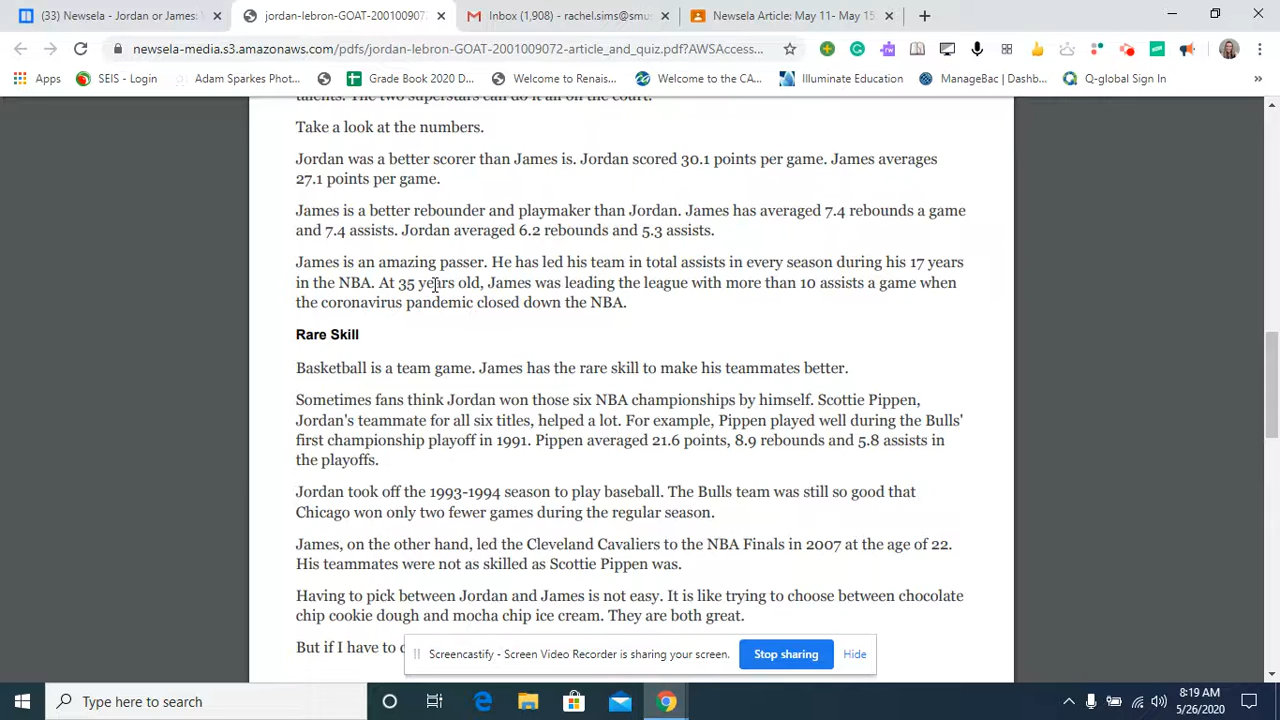 (33) Newsela - Jordan or James: W
jordan-lebron-GOAT-2001009072
Inbox (1,908) - rachel.sims@smus
Newsela Article: May 11- May 15
newsela-media.s3.amazonaws.com/pdfs/jordan-lebron-GOAT-2001009072-article_and_quiz.pdf?AWSAccess...
Apps SEIS - Login Adam Sparkes Phot... Grade Book 2020 D... Welcome to Renais... Welcome to the CA... Illuminate Education ManageBac | Dashb... Q-global Sign In »
talents. The two superstars can do it all on the court.
Take a look at the numbers.
Jordan was a better scorer than James is. Jordan scored 30.1 points per game. James averages
27.1 points per game.
James is a better rebounder and playmaker than Jordan. James has averaged 7.4 rebounds a game
and 7.4 assists. Jordan averaged 6.2 rebounds and 5.3 assists.
James is an amazing passer. He has led his team in total assists in every season during his 17 years
in the NBA. At 35 years old, James was leading the league with more than 10 assists a game when
the coronavirus pandemic closed down the NBA.
Rare Skill
Basketball is a team game. James has the rare skill to make his teammates better.
Sometimes fans think Jordan won those six NBA championships by himself. Scottie Pippen,
Jordan's teammate for all six titles, helped a lot. For example, Pippen played well during the Bulls'
first championship playoff in 1991. Pippen averaged 21.6 points, 8.9 rebounds and 5.8 assists in
the playoffs.
Jordan took off the 1993-1994 season to play baseball. The Bulls team was still so good that
Chicago won only two fewer games during the regular season.
James, on the other hand, led the Cleveland Cavaliers to the NBA Finals in 2007 at the age of 22.
His teammates were not as skilled as Scottie Pippen was.
Having to pick between Jordan and James is not easy. It is like trying to choose between chocolate
chip cookie dough and mocha chip ice cream. They are both great.
But if I have to
Screencastify - Screen Video Recorder is sharing your screen. Stop sharing Hide
Type here to search
8:19 AM
5/26/2020